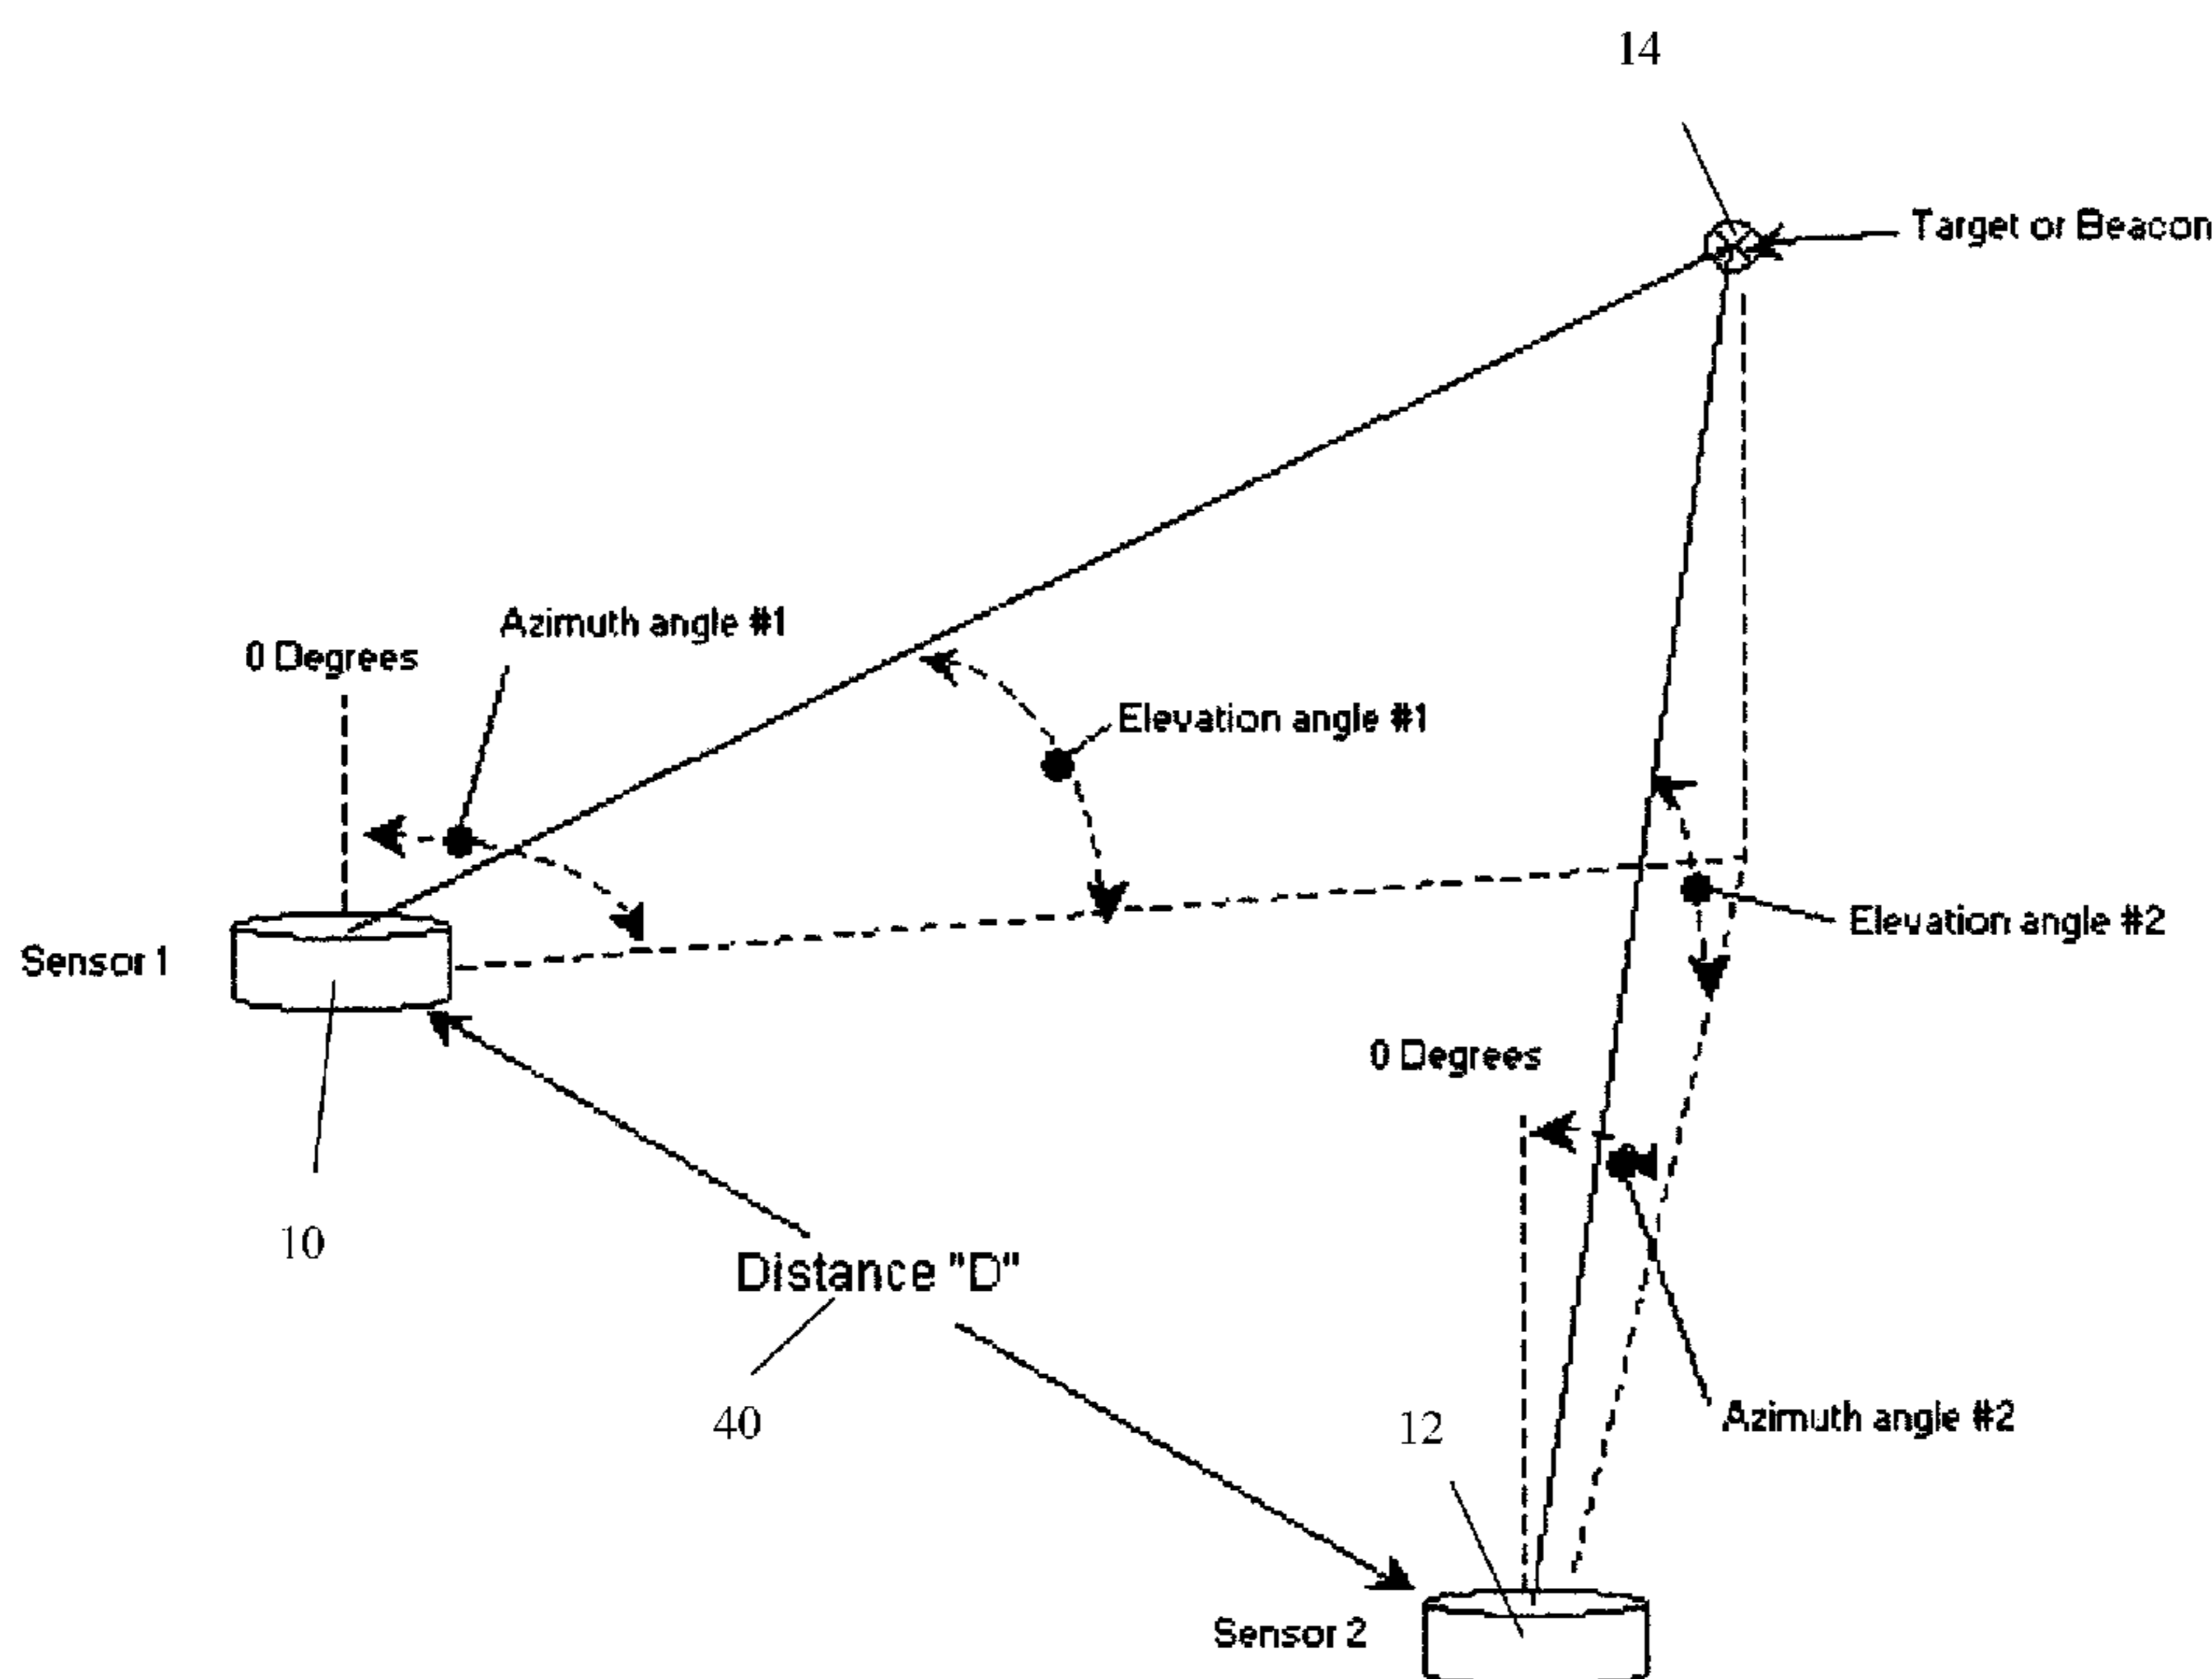 14
Target or Beacon
Azimuth angle #1
0 Degrees
Elevation angle #1
Elevation angle #2
Sensor 1
0 Degrees
10
Distance "D"
40
12
Azimuth angle #2
Sensor 2